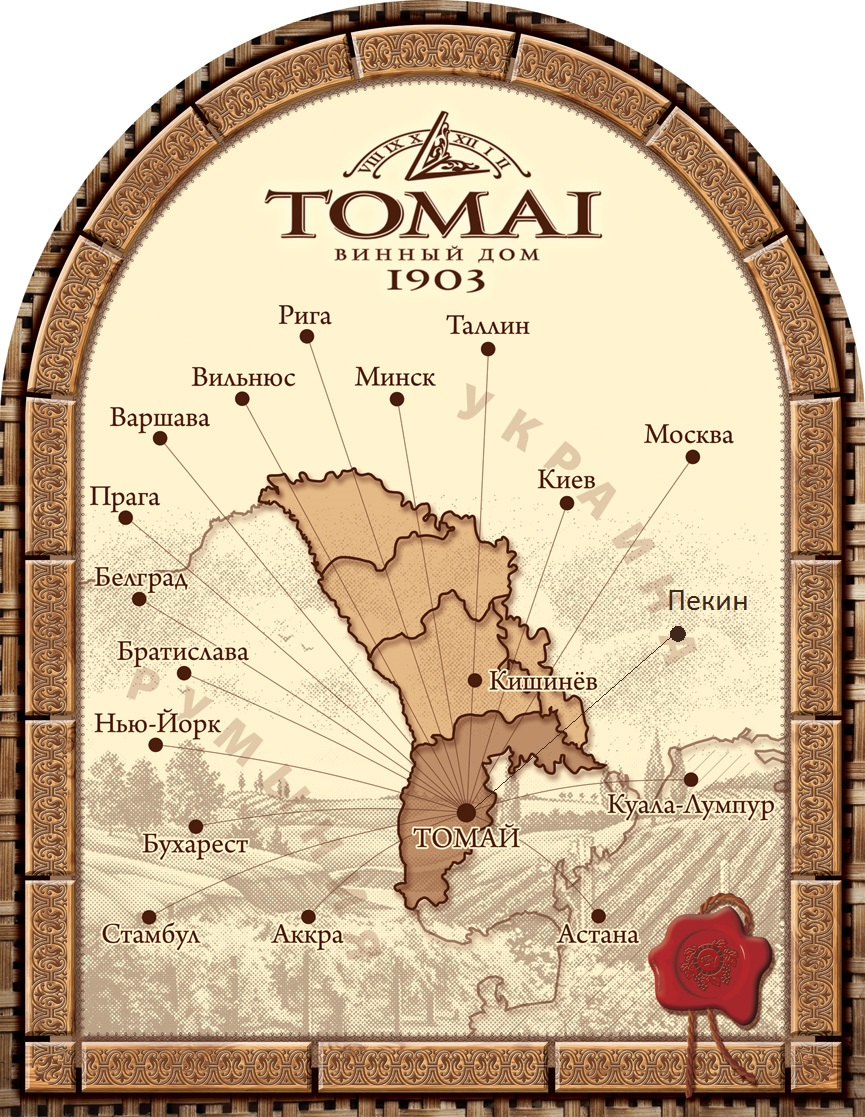 VIII IX X XI XII I II
TOMAI
ВИННЫЙ ДОМ
1903
Рига
Таллин
Вильнюс
Минск
Варшава
УКРАИНА
Москва
Киев
Прага
Белград
Пекин
Братислава
Кишинёв
РУМЫНИЯ
Нью-Йорк
Куала-Лумпур
ТОМАЙ
Бухарест
Стамбул
Аккра
Астана